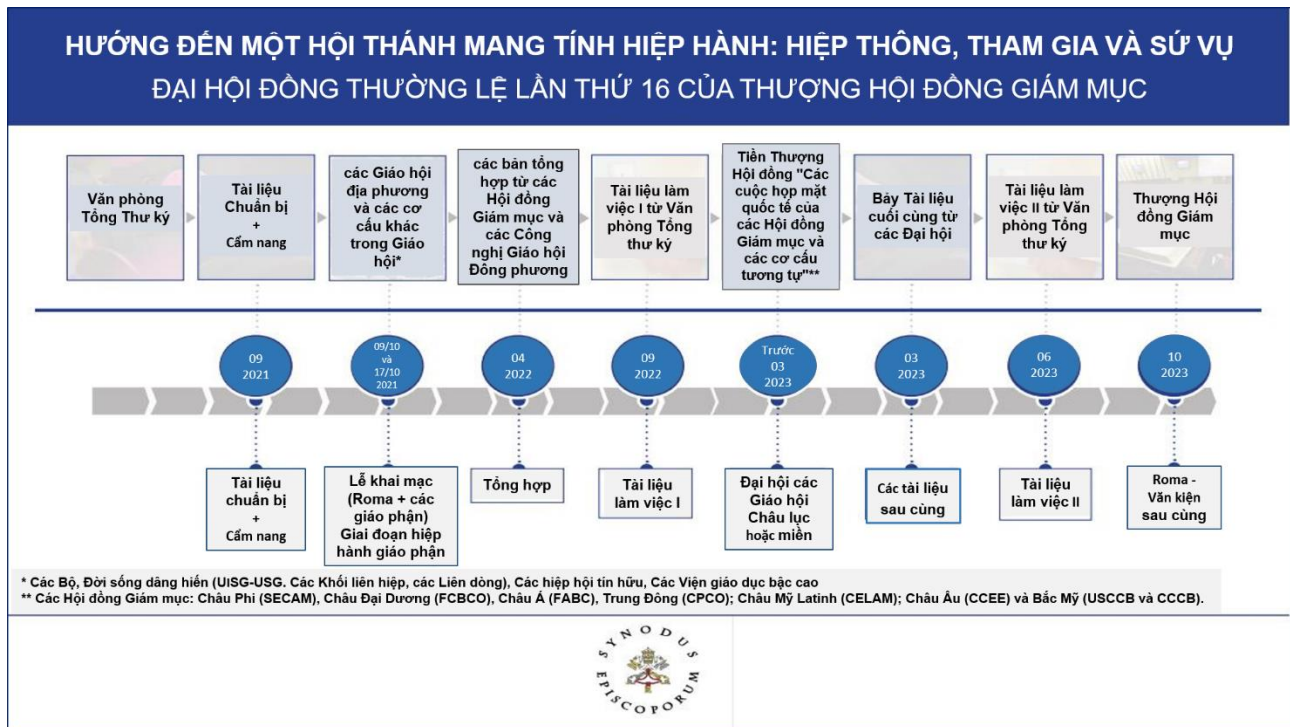 HƯỚNG ĐẾN MỘT HỘI THÁNH MANG TÍNH HIỆP HÀNH: HIỆP THÔNG, THAM GIA VÀ SỨ VỤ
ĐẠI HỘI ĐỒNG THƯỜNG LỆ LẦN THỨ 16 CỦA THƯỢNG HỘI ĐỒNG GIÁM MỤC
Văn phòng
Tổng Thư ký
Tài liệu
Chuẩn bị
+
Cẩm nang
các Giáo hội
địa phương
và các cơ
cấu khác
trong Giáo
hội*
các bản tổng
hợp từ các
Hội đồng
Giám mục và
các Công
nghị Giáo hội
Đông phương
Tài liệu làm
việc I từ Văn
phòng Tổng
thư ký
Tiền Thượng
Hội đồng "Các
cuộc họp mặt
quốc tế của
các Hội đồng
Giám mục và
các cơ cấu
tương tự"**
Bảy Tài liệu
cuối cùng từ
các Đại hội
Tài liệu làm
việc II từ Văn
phòng Tổng
thư ký
Thượng Hội
đồng Giám
mục
09
2021
09/10
và
17/10
2021
04
2022
09
2022
Trước
03
2023
03
2023
06
2023
10
2023
Tài liệu
chuẩn bị
+
Cẩm nang
Lễ khai mạc
(Roma + các
giáo phận)
Giai đoạn hiệp
hành giáo phận
Tổng hợp
Tài liệu
làm việc I
Đại hội các
Giáo hội
Châu lục
hoặc miền
Các tài liệu
sau cùng
Tài liệu
làm việc II
Roma -
Văn kiện
sau cùng
* Các Bộ, Đời sống dâng hiến (UISG-USG. Các Khối liên hiệp, các Liên dòng), Các hiệp hội tín hữu, Các Viện giáo dục bậc cao
** Các Hội đồng Giám mục: Châu Phi (SECAM), Châu Đại Dương (FCBCO), Châu Á (FABC), Trung Đông (CPCO); Châu Mỹ Latinh (CELAM); Châu Âu (CCEE) và Bắc Mỹ (USCCB và CCCB).
SYNODUS
EPISCOPORUM